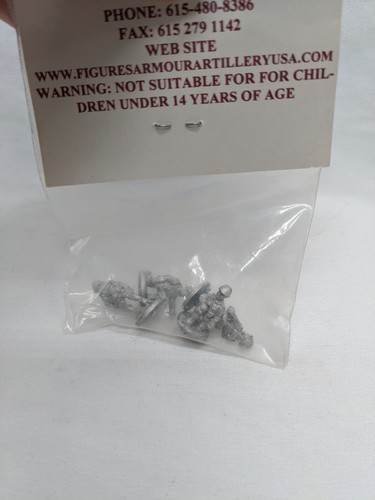 PHONE: 615-480-8386
FAX: 615 279 1142
WEB SITE
WWW.FIGURESARMOURARTILLERYUSA.COM
WARNING: NOT SUITABLE FOR FOR CHIL-
DREN UNDER 14 YEARS OF AGE